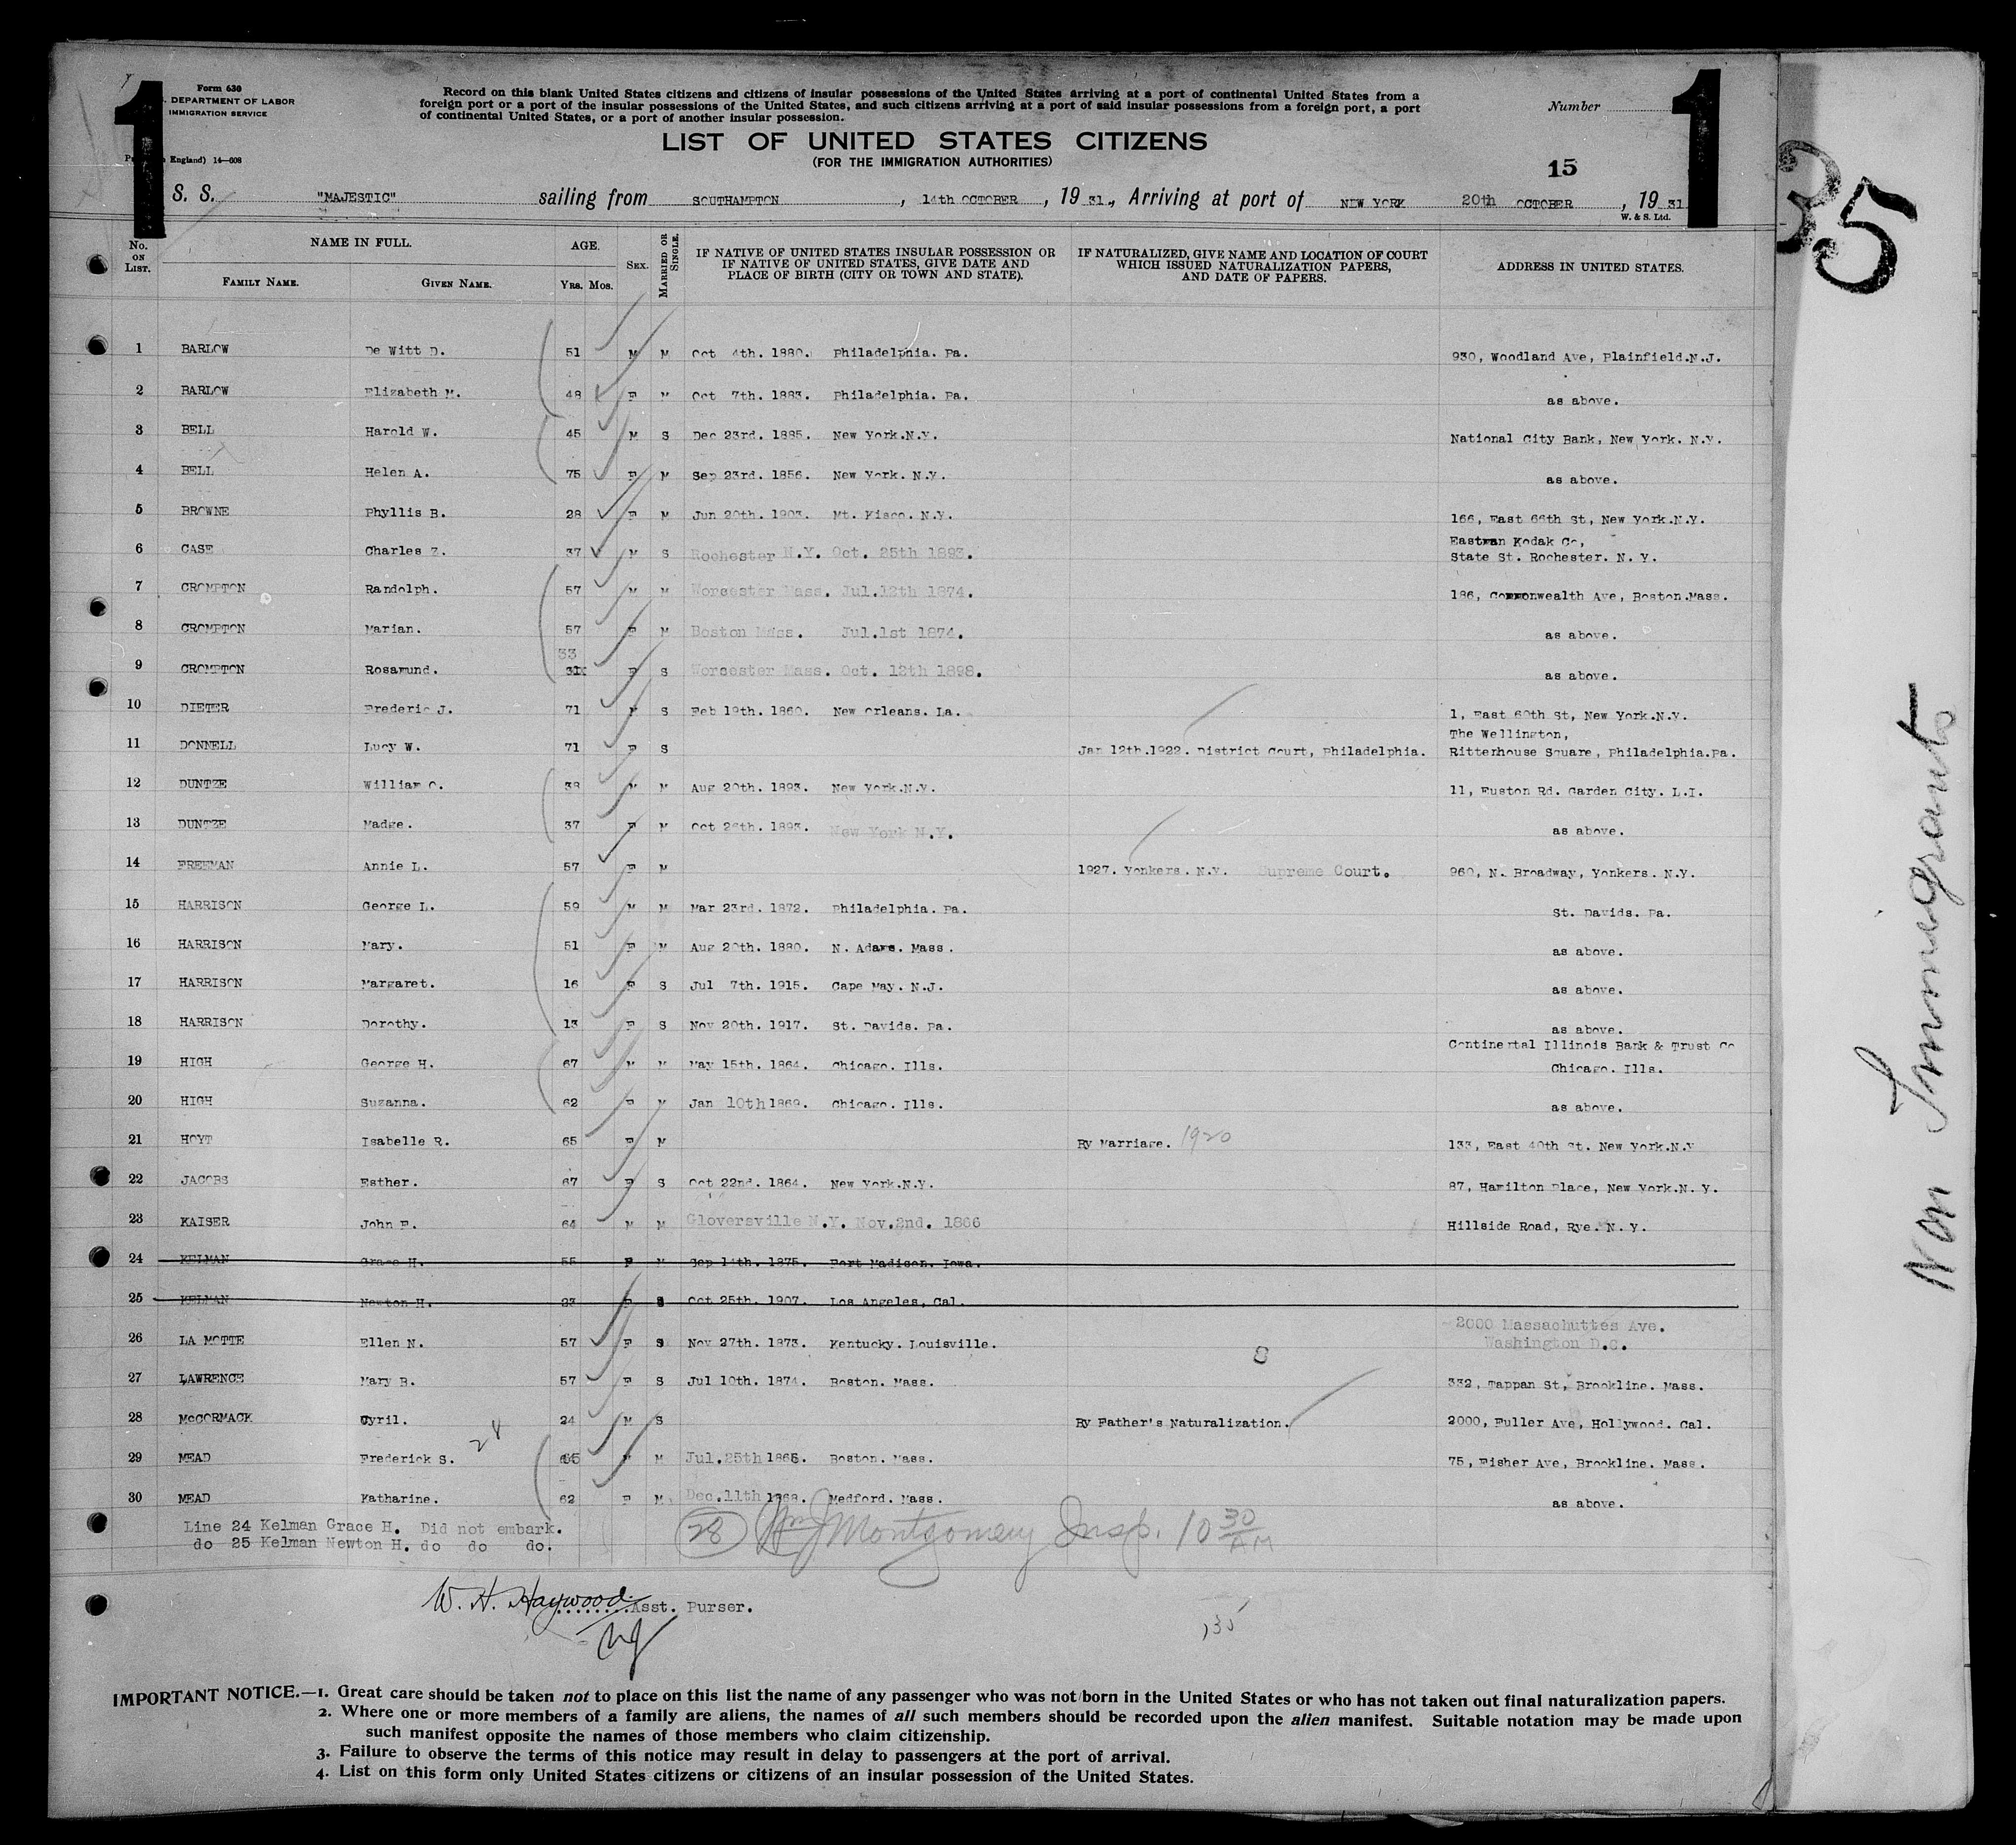 1 1
Form 630
DEPARTMENT OF LABOR
IMMIGRATION SERVICE
England) 14—608
Record on this blank United States citizens and citizens of insular possessions of the United States arriving at a port of continental United States from a
foreign port or a port of the insular possessions of the United States, and such citizens arriving at a port of said insular possessions from a foreign port, a port
of continental United States, or a port of another insular possession.
Number
LIST OF UNITED STATES CITIZENS
(FOR THE IMMIGRATION AUTHORITIES)
15
35
S. S. "MAJESTIC" sailing from SOUTHAMPTON, 14th OCTOBER, 19 31., Arriving at port of NEW YORK 20th OCTOBER, 19 31
W. & S. Ltd.
No. ON LIST. NAME IN FULL. FAMILY NAME. GIVEN NAME. AGE. YRS. MOS. SEX. MARRIED OR SINGLE. IF NATIVE OF UNITED STATES INSULAR POSSESSION OR IF NATIVE OF UNITED STATES, GIVE DATE AND PLACE OF BIRTH (CITY OR TOWN AND STATE). IF NATURALIZED, GIVE NAME AND LOCATION OF COURT WHICH ISSUED NATURALIZATION PAPERS, AND DATE OF PAPERS. ADDRESS IN UNITED STATES.
1 BARLOW De Witt D. 51 M M Oct 4th. 1880. Philadelphia. Pa. 930, Woodland Ave, Plainfield.N.J.
2 BARLOW Elizabeth M. 48 F M Oct 7th. 1883. Philadelphia. Pa. as above.
3 BELL Harold W. 45 M S Dec 23rd. 1885. New York.N.Y. National City Bank, New York. N.Y.
4 BELL Helen A. 75 F M Sep 23rd. 1856. New York. N.Y. as above.
5 BROWNE Phyllis B. 28 F M Jun 20th. 1903. Mt. Kisco. N.Y. 166, East 66th St, New York.N.Y.
6 CASE Charles Z. 37 M S Rochester N.Y. Oct. 25th 1893. Eastman Kodak Co,
State St. Rochester. N. Y.
7 CROMPTON Randolph. 57 M M Worcester Mass. Jul.12th 1874. 186, Commonwealth Ave, Boston.Mass.
8 CROMPTON Marian. 57 F M Boston Mass. Jul.1st 1874. as above.
33
9 CROMPTON Rosamund. 31 F S Worcester Mass. Oct. 12th 1898. as above.
10 DIETER Frederic J. 71 M S Feb 19th. 1860. New Orleans. La. 1, East 60th St, New York.N.Y.
The Wellington,
11 DONNELL Lucy W. 71 F S Jan 12th.1922. District Court, Philadelphia. Ritterhouse Square, Philadelphia.Pa.
12 DUNTZE William O. 38 M M Aug 20th. 1893. New York.N.Y. 11, Euston Rd. Garden City. L.I.
13 DUNTZE Madge. 37 F M Oct 26th. 1893. New York N.Y. as above.
14 FREEMAN Annie L. 57 F M 1927. Yonkers. N.Y. Supreme Court. 960, N. Broadway, Yonkers. N.Y.
15 HARRISON George L. 59 M M Mar 23rd. 1872. Philadelphia. Pa. St. Davids. Pa.
16 HARRISON Mary. 51 F M Aug 20th. 1880. N. Adams. Mass. as above.
17 HARRISON Margaret. 16 F S Jul 7th. 1915. Cape May. N.J. as above.
18 HARRISON Dorothy. 13 F S Nov 20th. 1917. St. Davids. Pa. as above.
Continental Illinois Bank & Trust Co
19 HIGH George H. 67 M M May 15th. 1864. Chicago. Ills. Chicago. Ills.
20 HIGH Suzanna. 62 F M Jan 10th 1869. Chicago. Ills. as above.
21 HOYT Isabelle R. 65 F M By Marriage. 1920 133, East 40th St. New York.N.Y
22 JACOBS Esther. 67 F S Oct 22nd. 1864. New York.N.Y. 87, Hamilton Place, New York.N. Y.
23 KAISER John F. 64 M M Gloversville N.Y. Nov.2nd. 1866 Hillside Road, Rye. N. Y.
24 KELMAN Grace H. 55 F M Sep 14th. 1875. Fort Madison. Iowa.
25 KELMAN Newton H. 23 S Oct 25th. 1907. Los Angeles, Cal.
2000 Massachuttes Ave.
26 LA MOTTE Ellen N. 57 F S Nov 27th. 1873. Kentucky. Louisville. Washington D.C.
27 LAWRENCE Mary B. 57 F S Jul 10th. 1874. Boston. Mass. 332, Tappan St, Brookline. Mass.
28 McCORMACK Cyril. 24 M S By Father's Naturalization. 2000, Fuller Ave, Hollywood. Cal.
29 MEAD Frederick S. 65 M M Jul.25th 1866. Boston. Mass. 75, Fisher Ave, Brookline. Mass.
30 MEAD Katharine. 62 F M Dec.11th 1868. Medford. Mass. as above.
Line 24 Kelman Grace H. Did not embark.
do 25 Kelman Newton H. do do do.
28 Wm J Montgomery Insp. 10 30 AM
W. H. Haywood
........Asst. Purser.
135
Non Immigrants
IMPORTANT NOTICE.—1. Great care should be taken not to place on this list the name of any passenger who was not born in the United States or who has not taken out final naturalization papers.
2. Where one or more members of a family are aliens, the names of all such members should be recorded upon the alien manifest. Suitable notation may be made upon
such manifest opposite the names of those members who claim citizenship.
3. Failure to observe the terms of this notice may result in delay to passengers at the port of arrival.
4. List on this form only United States citizens or citizens of an insular possession of the United States.